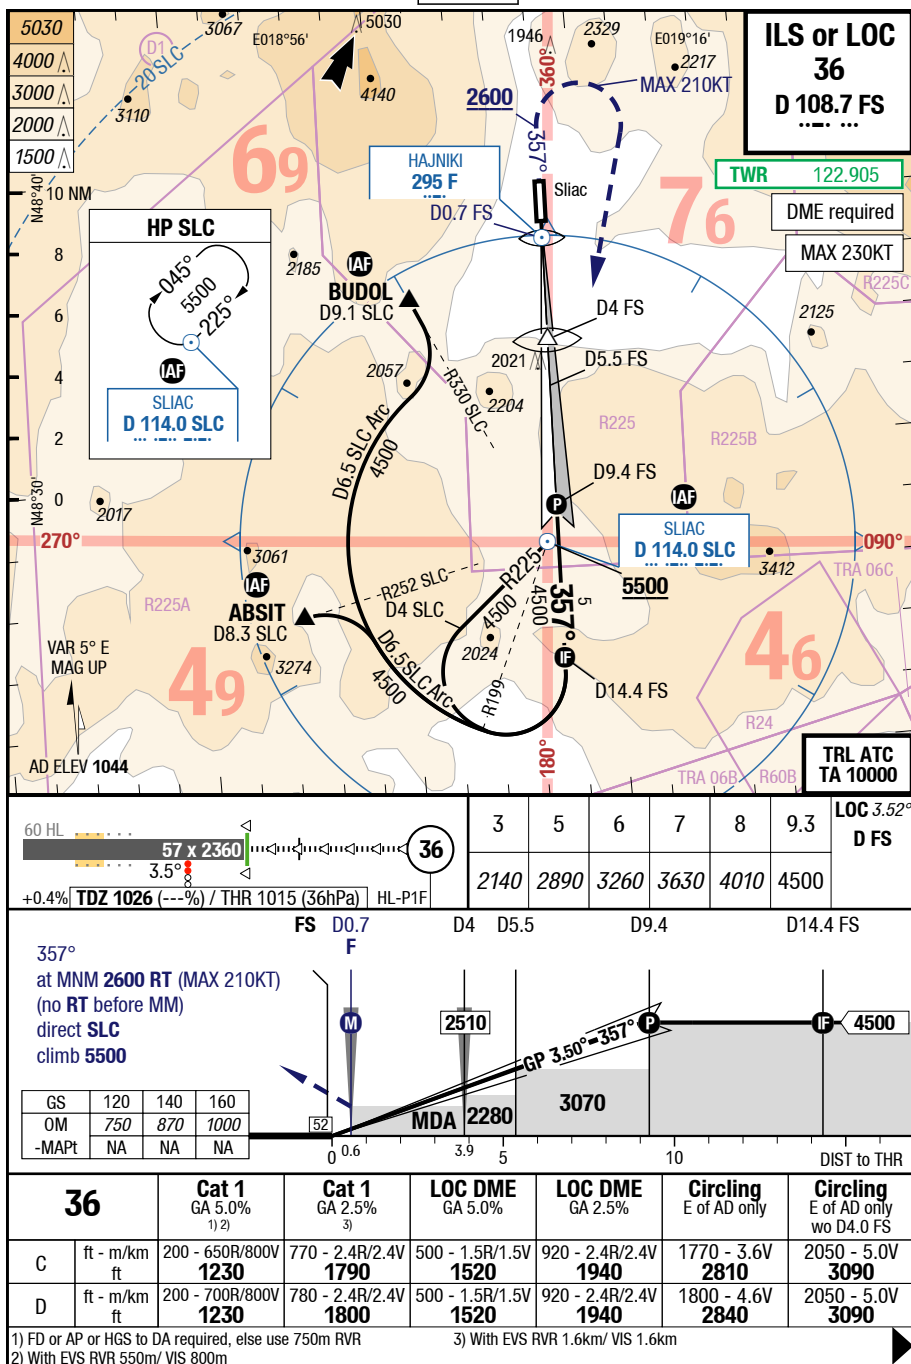 5030
4000
3000
2000
1500
D1
20 SLC
3067
E018°56'
5030
4140
3110
1946
360°
2329
E019°16'
2217
MAX 210KT
2600
357°
ILS or LOC
36
D 108.7 FS
TWR 122.905
DME required
MAX 230KT
69
76
HAJNIKI
295 F
Sliac
D0.7 FS
N48°40'
10 NM
8
6
4
2
0
N48°30'
HP SLC
045°
5500
225°
IAF
SLIAC
D 114.0 SLC
2185
IAF
BUDOL
D9.1 SLC
R225C
2125
D4 FS
2021
D5.5 FS
2057
R330 SLC
2204
R225
R225B
D6.5 SLC Arc
4500
D9.4 FS
P
IAF
2017
SLIAC
D 114.0 SLC
270°
090°
3061
IAF
ABSIT
D8.3 SLC
R225A
R252 SLC
D4 SLC
R225
4500
4500
357°
5
5500
3412
TRA 06C
2024
3274
49
46
VAR 5° E
MAG UP
D6.5 SLC Arc
4500
R199
IF
D14.4 FS
180°
R24
TRA 06B
R60B
AD ELEV 1044
TRL ATC
TA 10000
60 HL
57 x 2360
36
3.5°
+0.4%
TDZ 1026 (---%) / THR 1015 (36hPa)
HL-P1F
3 5 6 7 8 9.3
LOC 3.52°
D FS
2140 2890 3260 3630 4010 4500
FS D0.7 D4 D5.5 D9.4 D14.4 FS
F
357°
at MNM 2600 RT (MAX 210KT)
(no RT before MM)
direct SLC
climb 5500
M
2510
GP 3.50°-357°
P
IF
4500
MDA
2280
3070
52
0 0.6 3.9 5 10 DIST to THR
GS 120 140 160
OM 750 870 1000
-MAPt NA NA NA
36
Cat 1
GA 5.0%
1) 2)
Cat 1
GA 2.5%
3)
LOC DME
GA 5.0%
LOC DME
GA 2.5%
Circling
E of AD only
Circling
E of AD only
wo D4.0 FS
C ft - m/km 200 - 650R/800V 770 - 2.4R/2.4V 500 - 1.5R/1.5V 920 - 2.4R/2.4V 1770 - 3.6V 2050 - 5.0V
ft 1230 1790 1520 1940 2810 3090
D ft - m/km 200 - 700R/800V 780 - 2.4R/2.4V 500 - 1.5R/1.5V 920 - 2.4R/2.4V 1800 - 4.6V 2050 - 5.0V
ft 1230 1800 1520 1940 2840 3090
1) FD or AP or HGS to DA required, else use 750m RVR
3) With EVS RVR 1.6km/ VIS 1.6km
2) With EVS RVR 550m/ VIS 800m